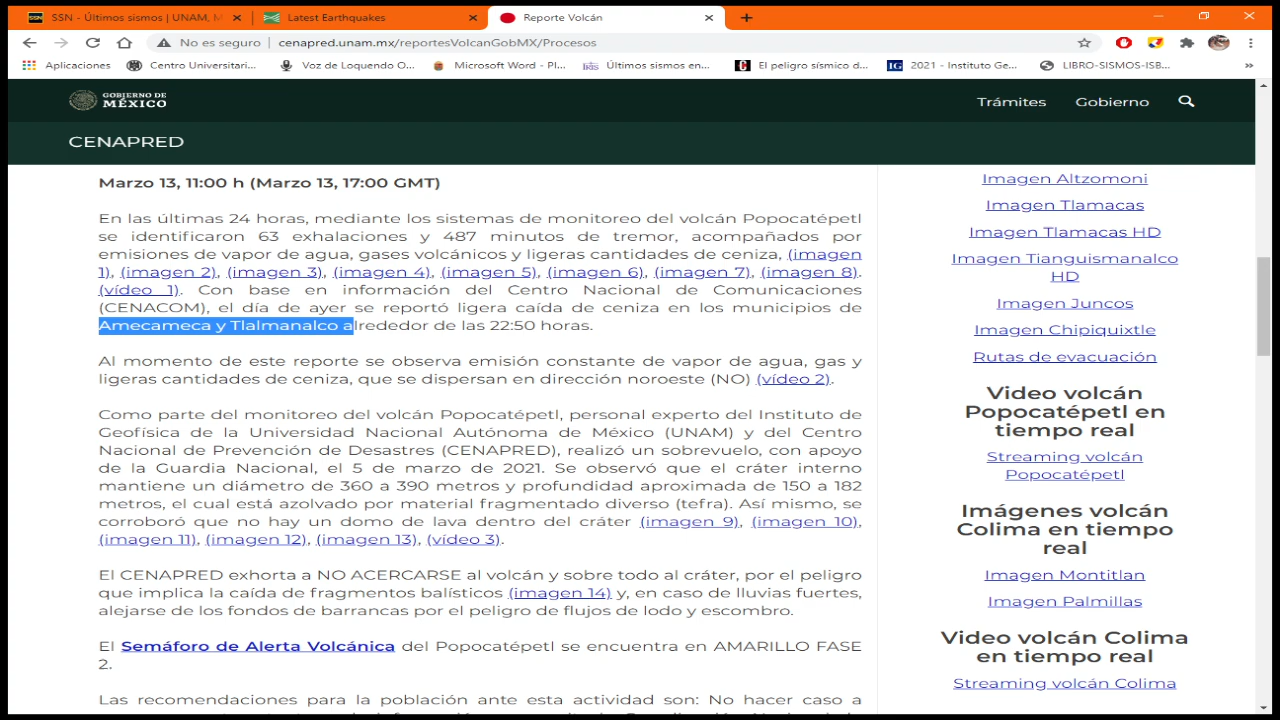 SSN - Últimos sismos | UNAM, M
Latest Earthquakes
Reporte Volcán
No es seguro | cenapred.unam.mx/reportesVolcanGobMX/Procesos
Aplicaciones
Centro Universitari...
Voz de Loquendo O...
Microsoft Word - Pl...
Últimos sismos en...
El peligro sísmico d...
IG 2021 - Instituto Ge...
LIBRO-SISMOS-ISB...
»
GOBIERNO DE
MÉXICO
Trámites
Gobierno
CENAPRED
Marzo 13, 11:00 h (Marzo 13, 17:00 GMT)
En las últimas 24 horas, mediante los sistemas de monitoreo del volcán Popocatépetl
se identificaron 63 exhalaciones y 487 minutos de tremor, acompañados por
emisiones de vapor de agua, gases volcánicos y ligeras cantidades de ceniza, (imagen
1), (imagen 2), (imagen 3), (imagen 4), (imagen 5), (imagen 6), (imagen 7), (imagen 8).
(vídeo 1). Con base en información del Centro Nacional de Comunicaciones
(CENACOM), el día de ayer se reportó ligera caída de ceniza en los municipios de
Amecameca y Tlalmanalco alrededor de las 22:50 horas.
Al momento de este reporte se observa emisión constante de vapor de agua, gas y
ligeras cantidades de ceniza, que se dispersan en dirección noroeste (NO) (vídeo 2).
Como parte del monitoreo del volcán Popocatépetl, personal experto del Instituto de
Geofísica de la Universidad Nacional Autónoma de México (UNAM) y del Centro
Nacional de Prevención de Desastres (CENAPRED), realizó un sobrevuelo, con apoyo
de la Guardia Nacional, el 5 de marzo de 2021. Se observó que el cráter interno
mantiene un diámetro de 360 a 390 metros y profundidad aproximada de 150 a 182
metros, el cual está azolvado por material fragmentado diverso (tefra). Así mismo, se
corroboró que no hay un domo de lava dentro del cráter (imagen 9), (imagen 10),
(imagen 11), (imagen 12), (imagen 13), (vídeo 3).
El CENAPRED exhorta a NO ACERCARSE al volcán y sobre todo al cráter, por el peligro
que implica la caída de fragmentos balísticos (imagen 14) y, en caso de lluvias fuertes,
alejarse de los fondos de barrancas por el peligro de flujos de lodo y escombro.
El Semáforo de Alerta Volcánica del Popocatépetl se encuentra en AMARILLO FASE
2.
Las recomendaciones para la población ante esta actividad son: No hacer caso a
Imagen Altzomoni
Imagen Tlamacas
Imagen Tlamacas HD
Imagen Tianguismanalco
HD
Imagen Juncos
Imagen Chipiquixtle
Rutas de evacuación
Video volcán
Popocatépetl en
tiempo real
Streaming volcán
Popocatépetl
Imágenes volcán
Colima en tiempo
real
Imagen Montitlan
Imagen Palmillas
Video volcán Colima
en tiempo real
Streaming volcán Colima